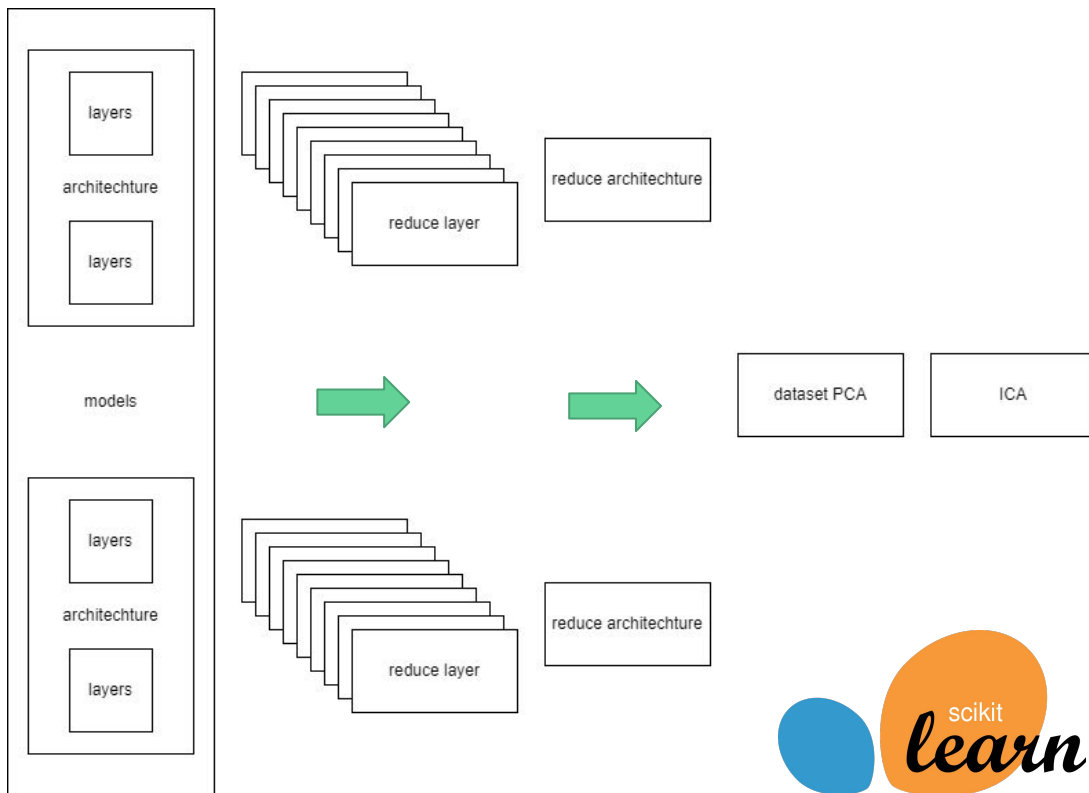 layers
architechture
layers
reduce layer
reduce architechture
models
dataset PCA
ICA
layers
architechture
layers
reduce layer
reduce architechture
scikit
learn